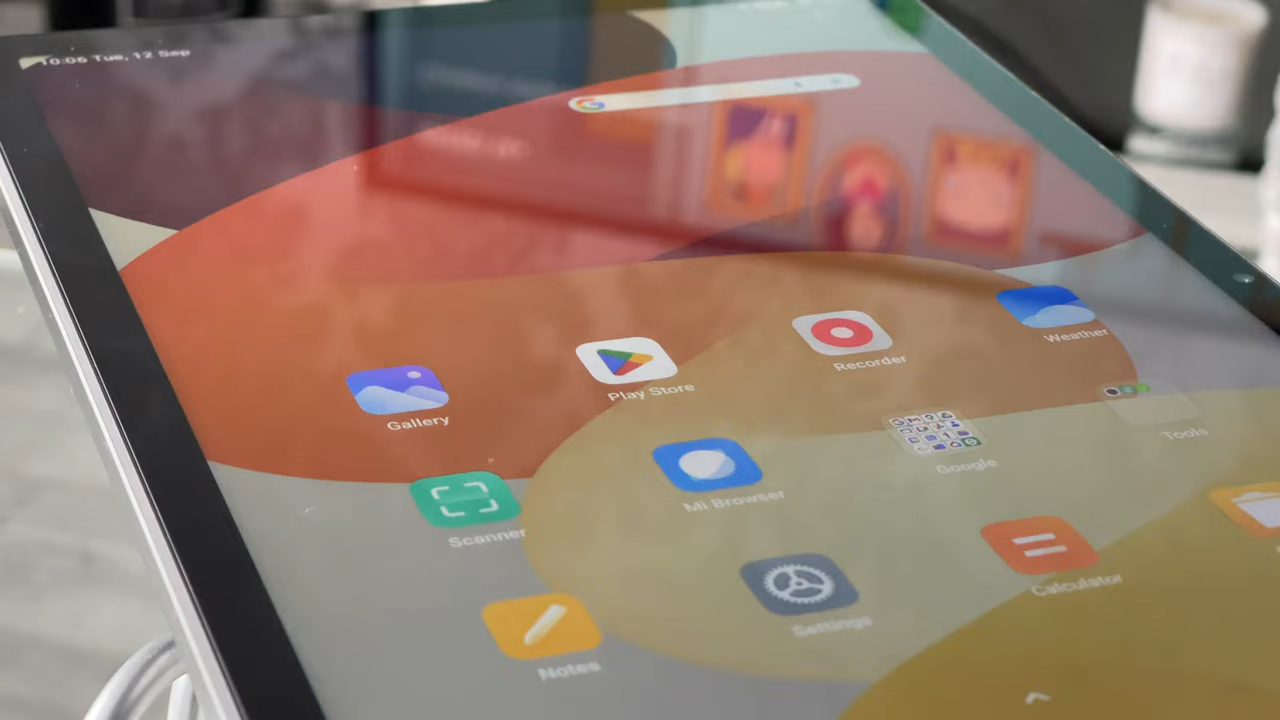 10:06 Tue, 12 Sep
Gallery
Play Store
Recorder
Weather
Scanner
Mi Browser
Google
Tools
Notes
Settings
Calculator